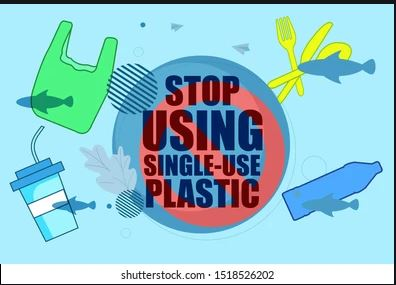 STOP
USING
SINGLE-USE
PLASTIC
shutterstock.com · 1518526202